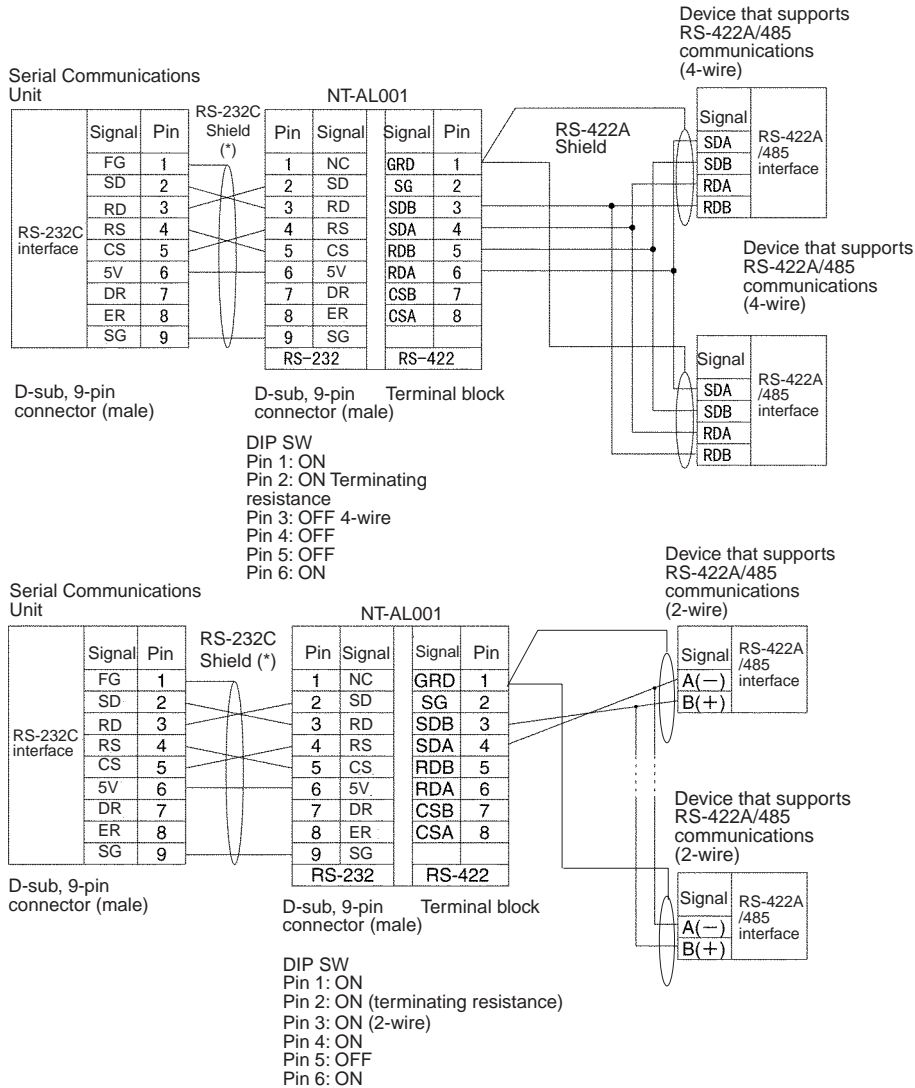 Device that supports
RS-422A/485
communications
(4-wire)
Serial Communications
Unit
RS-232C
Shield
(*)
NT-AL001
RS-422A
Shield
Signal Pin Pin Signal Signal Pin
FG 1 1 NC GRD 1
SD 2 2 SD SG 2
RD 3 3 RD SDB 3
RS 4 4 RS SDA 4
CS 5 5 CS RDB 5
5V 6 6 5V RDA 6
DR 7 7 DR CSB 7
ER 8 8 ER CSA 8
SG 9 9 SG
RS-232 RS-422
RS-232C
interface
Signal
SDA
SDB
RDA
RDB
RS-422A
/485
interface
Device that supports
RS-422A/485
communications
(4-wire)
Signal
SDA
SDB
RDA
RDB
RS-422A
/485
interface
D-sub, 9-pin
connector (male)
D-sub, 9-pin
connector (male)
Terminal block
DIP SW
Pin 1: ON
Pin 2: ON Terminating
resistance
Pin 3: OFF 4-wire
Pin 4: OFF
Pin 5: OFF
Pin 6: ON
Device that supports
RS-422A/485
communications
(2-wire)
Serial Communications
Unit
RS-232C
Shield (*)
NT-AL001
Signal Pin Pin Signal Signal Pin
FG 1 1 NC GRD 1
SD 2 2 SD SG 2
RD 3 3 RD SDB 3
RS 4 4 RS SDA 4
CS 5 5 CS RDB 5
5V 6 6 5V RDA 6
DR 7 7 DR CSB 7
ER 8 8 ER CSA 8
SG 9 9 SG
RS-232 RS-422
RS-232C
interface
Signal
A(−)
B(+)
RS-422A
/485
interface
Device that supports
RS-422A/485
communications
(2-wire)
Signal
A(−)
B(+)
RS-422A
/485
interface
D-sub, 9-pin
connector (male)
D-sub, 9-pin
connector (male)
Terminal block
DIP SW
Pin 1: ON
Pin 2: ON (terminating resistance)
Pin 3: ON (2-wire)
Pin 4: ON
Pin 5: OFF
Pin 6: ON